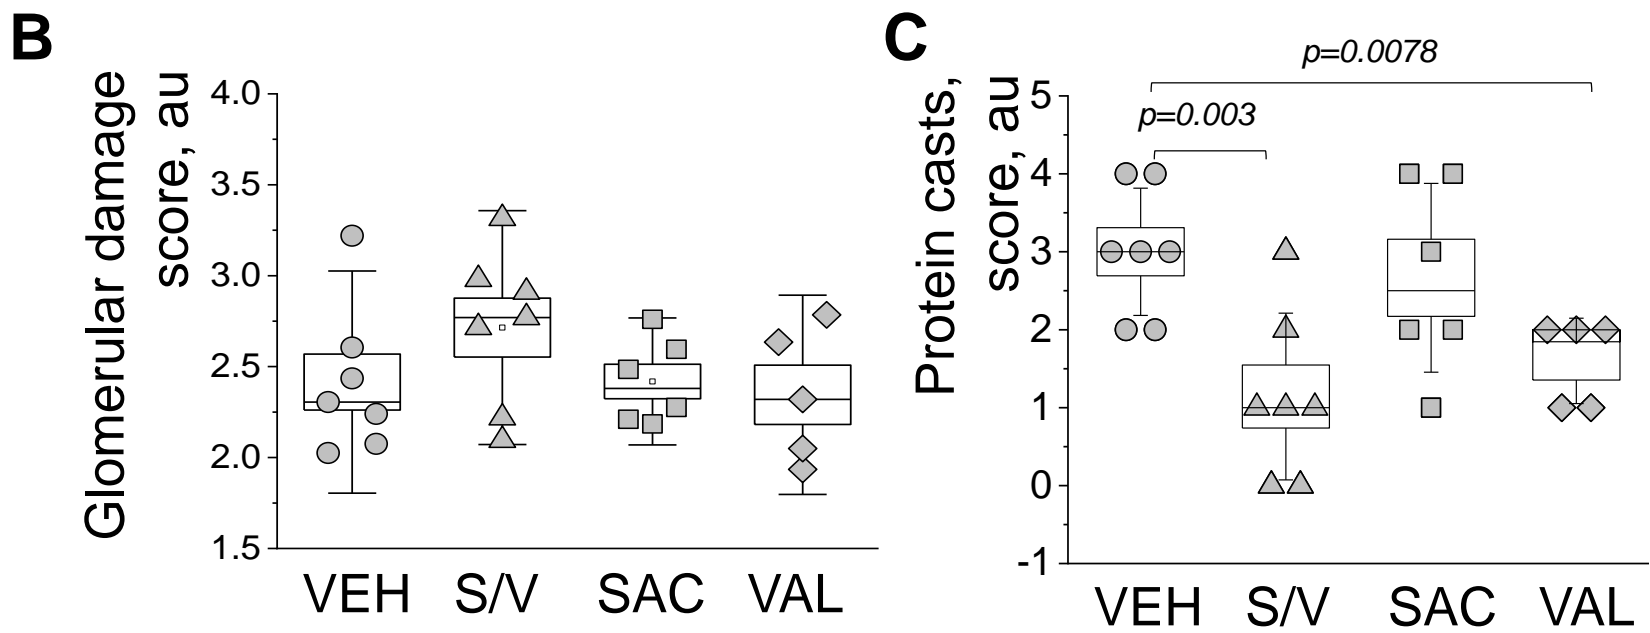 B
Glomerular damage
score, au
4.0
3.5
3.0
2.5
2.0
1.5
VEH S/V SAC VAL
C
Protein casts,
score, au
p=0.0078
p=0.003
5
4
3
2
1
0
-1
VEH S/V SAC VAL